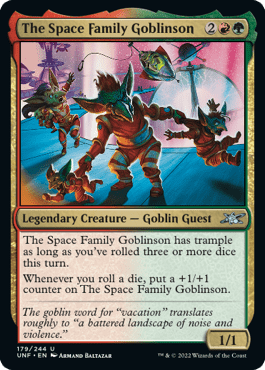 The Space Family Goblinson 2
Legendary Creature — Goblin Guest
The Space Family Goblinson has trample
as long as you've rolled three or more dice
this turn.
Whenever you roll a die, put a +1/+1
counter on The Space Family Goblinson.
The goblin word for "vacation" translates
roughly to "a battered landscape of noise
and violence."
1/1
179/244 U
UNF • EN Armand Baltazar
™ & © 2022 Wizards of the Coast